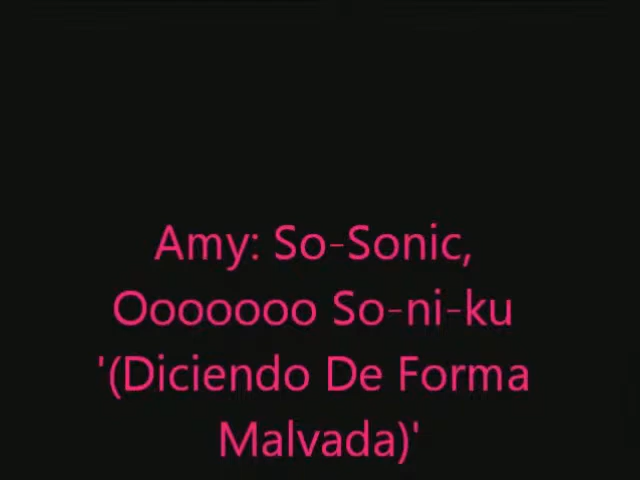 Amy: So-Sonic,
Ooooooo So-ni-ku
'(Diciendo De Forma
Malvada)'